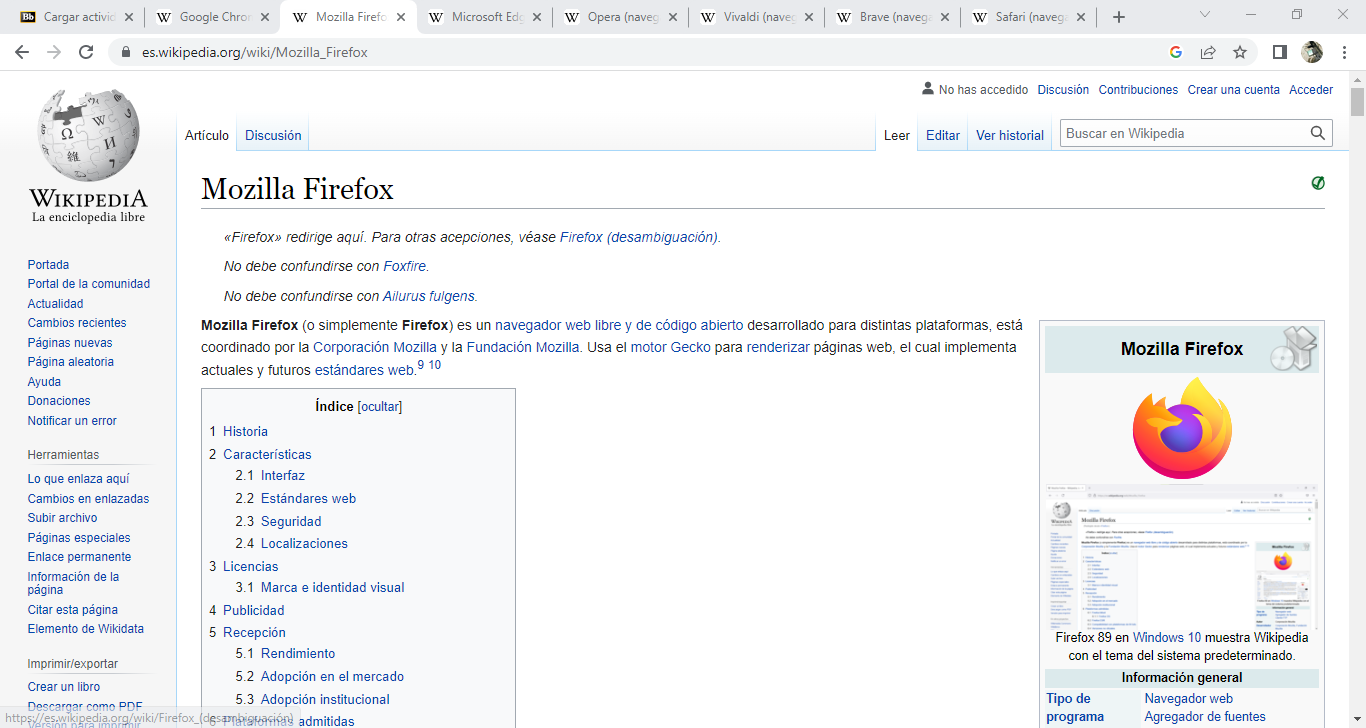 Cargar activid
Google Chron
Mozilla Firefo
Microsoft Edg
Opera (naveg
Vivaldi (naveg
Brave (navega
Safari (navega
es.wikipedia.org/wiki/Mozilla_Firefox
No has accedido Discusión Contribuciones Crear una cuenta Acceder
Artículo Discusión
Leer Editar Ver historial Buscar en Wikipedia
WIKIPEDIA
La enciclopedia libre
Portada
Portal de la comunidad
Actualidad
Cambios recientes
Páginas nuevas
Página aleatoria
Ayuda
Donaciones
Notificar un error
Herramientas
Lo que enlaza aquí
Cambios en enlazadas
Subir archivo
Páginas especiales
Enlace permanente
Información de la
página
Citar esta página
Elemento de Wikidata
Imprimir/exportar
Crear un libro
Descargar como PDF
Versión para imprimir
https://es.wikipedia.org/wiki/Firefox_(desambiguación)
Mozilla Firefox
«Firefox» redirige aquí. Para otras acepciones, véase Firefox (desambiguación).
No debe confundirse con Foxfire.
No debe confundirse con Ailurus fulgens.
Mozilla Firefox (o simplemente Firefox) es un navegador web libre y de código abierto desarrollado para distintas plataformas, está
coordinado por la Corporación Mozilla y la Fundación Mozilla. Usa el motor Gecko para renderizar páginas web, el cual implementa
actuales y futuros estándares web.9 10
Índice [ocultar]
1 Historia
2 Características
2.1 Interfaz
2.2 Estándares web
2.3 Seguridad
2.4 Localizaciones
3 Licencias
3.1 Marca e identidad visual
4 Publicidad
5 Recepción
5.1 Rendimiento
5.2 Adopción en el mercado
5.3 Adopción institucional
6 Plataformas admitidas
Mozilla Firefox
Firefox 89 en Windows 10 muestra Wikipedia
con el tema del sistema predeterminado.
Información general
Tipo de
programa
Navegador web
Agregador de fuentes